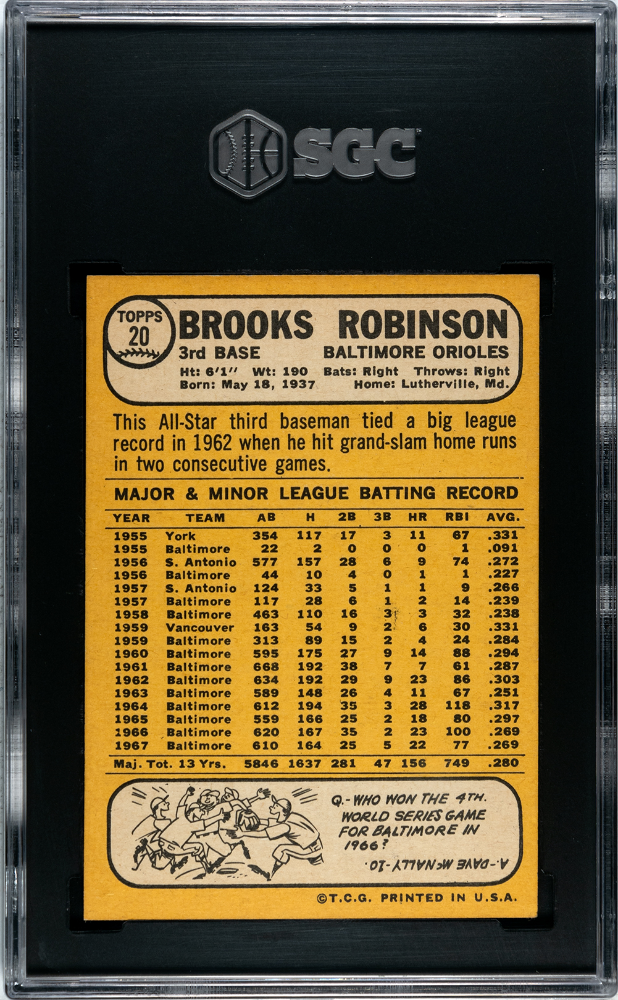 SGC
TOPPS
20
BROOKS ROBINSON
3rd BASE BALTIMORE ORIOLES
Ht: 6'1" Wt: 190 Bats: Right Throws: Right
Born: May 18, 1937 Home: Lutherville, Md.
This All-Star third baseman tied a big league
record in 1962 when he hit grand-slam home runs
in two consecutive games.
MAJOR & MINOR LEAGUE BATTING RECORD
YEAR TEAM AB H 2B 3B HR RBI AVG.
1955 York 354 117 17 3 11 67 .331
1955 Baltimore 22 2 0 0 0 1 .091
1956 S. Antonio 577 157 28 6 9 74 .272
1956 Baltimore 44 10 4 0 1 1 .227
1957 S. Antonio 124 33 5 1 1 9 .266
1957 Baltimore 117 28 6 1 2 14 .239
1958 Baltimore 463 110 16 3 3 32 .238
1959 Vancouver 163 54 9 2 6 30 .331
1959 Baltimore 313 89 15 2 4 24 .284
1960 Baltimore 595 175 27 9 14 88 .294
1961 Baltimore 668 192 38 7 7 61 .287
1962 Baltimore 634 192 29 9 23 86 .303
1963 Baltimore 589 148 26 4 11 67 .251
1964 Baltimore 612 194 35 3 28 118 .317
1965 Baltimore 559 166 25 2 18 80 .297
1966 Baltimore 620 167 35 2 23 100 .269
1967 Baltimore 610 164 25 5 22 77 .269
Maj. Tot. 13 Yrs. 5846 1637 281 47 156 749 .280
Q.-WHO WON THE 4TH.
WORLD SERIES GAME
FOR BALTIMORE IN
1966?
A.-DAVE McNALLY-10.
©T.C.G. PRINTED IN U.S.A.